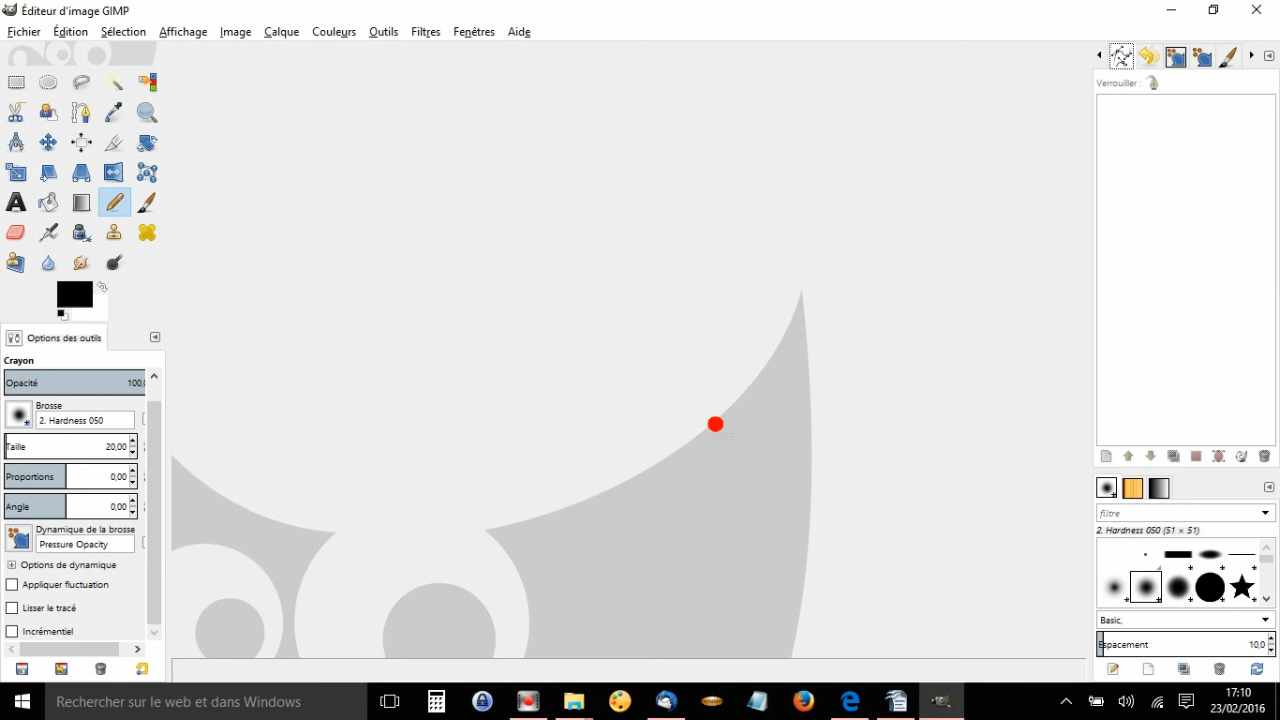 Éditeur d'image GIMP
Fichier Édition Sélection Affichage Image Calque Couleurs Outils Filtres Fenêtres Aide
Verrouiller :
Options des outils
Crayon
Opacité 100,
Brosse
2. Hardness 050
Taille 20,00
Proportions 0,00
Angle 0,00
Dynamique de la brosse
Pressure Opacity
Options de dynamique
Appliquer fluctuation
Lisser le tracé
Incrémentiel
filtre
2. Hardness 050 (51 × 51)
Basic,
Espacement 10,0
Rechercher sur le web et dans Windows
17:10
23/02/2016